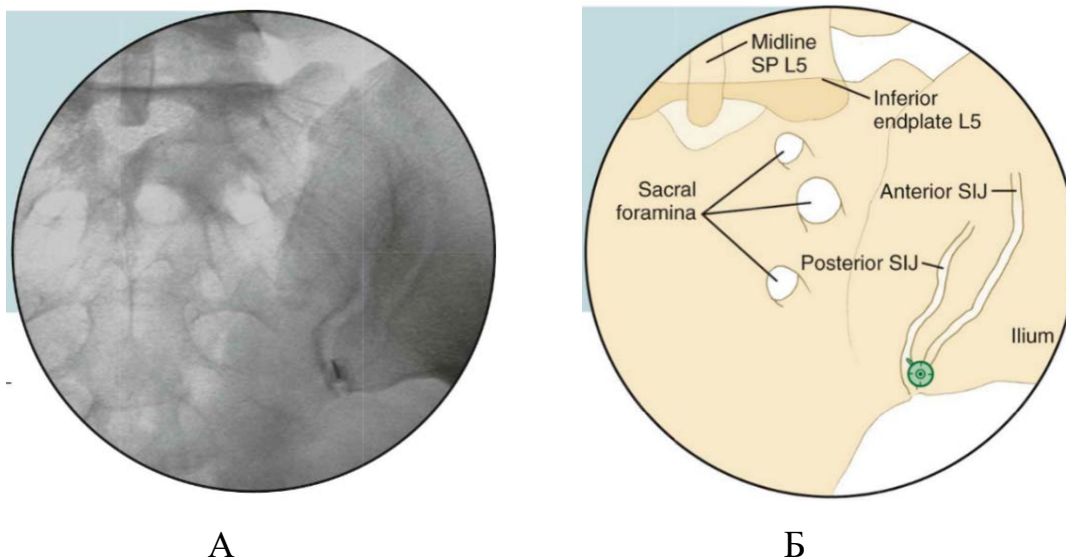 Midline
SP L5
Inferior
endplate L5
Sacral
foramina
Anterior SIJ
Posterior SIJ
Ilium
А
Б